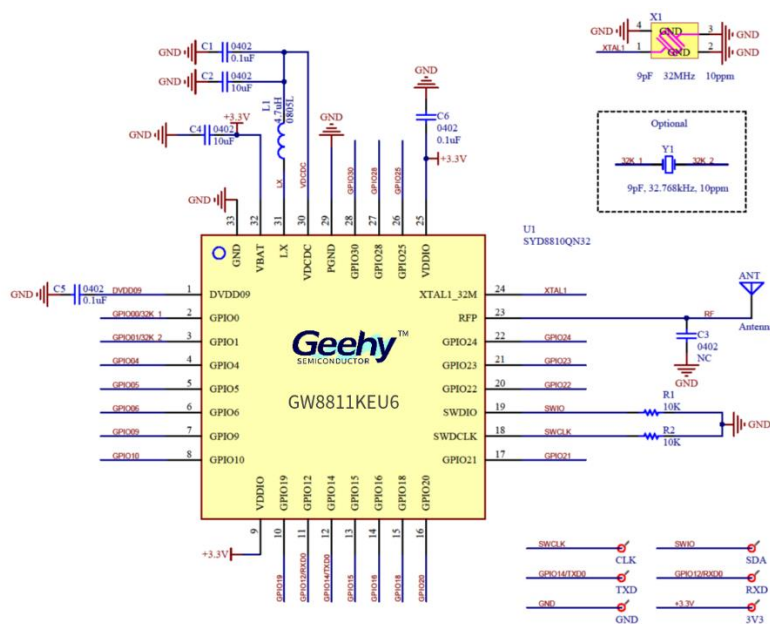 GND C1 0402 0.1uF
GND C2 0402 10uF
L1 4.7uH 0805L
+3.3V
GND C4 0402 10uF
GND
GND
C6
0402
0.1uF
+3.3V
LX
VDCDC
GPIO30
GPIO28
GPIO25
X1
GND 4 GND 3 GND
XTAL1 1 GND 2 GND
9pF 32MHz 10ppm
Optional
Y1
32K_1 32K_2
9pF, 32.768kHz, 10ppm
GND
33 32 31 30 29 28 27 26 25
GND VBAT LX VDCDC PGND GPIO30 GPIO28 GPIO25 VDDIO
U1
SYD8810QN32
GND C5 0402 0.1uF DVDD09 1 DVDD09
GPIO00/32K_1 2 GPIO0
GPIO01/32K_2 3 GPIO1
GPIO04 4 GPIO4
GPIO05 5 GPIO5
GPIO06 6 GPIO6
GPIO09 7 GPIO9
GPIO10 8 GPIO10
Geehy™
SEMICONDUCTOR
GW8811KEU6
XTAL1_32M 24 XTAL1
RFP 23 RF
GPIO24 22 GPIO24
GPIO23 21 GPIO23
GPIO22 20 GPIO22
SWDIO 19 SWIO
SWDCLK 18 SWCLK
GPIO21 17 GPIO21
ANT
Antenn
C3
0402
NC
GND
R1
10K
R2
10K
GND
VDDIO GPIO19 GPIO12 GPIO14 GPIO15 GPIO16 GPIO18 GPIO20
9 10 11 12 13 14 15 16
+3.3V
GPIO19
GPIO12/RXD0
GPIO14/TXD0
GPIO15
GPIO16
GPIO18
GPIO20
SWCLK CLK
SWIO SDA
GPIO14/TXD0 TXD
GPIO12/RXD0 RXD
GND GND
+3.3V 3V3